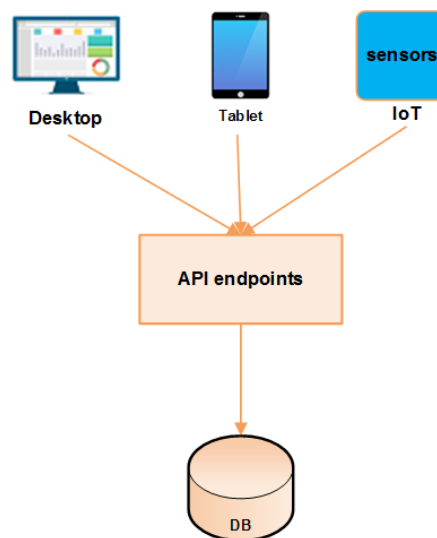 sensors
Desktop
Tablet
IoT
API endpoints
DB